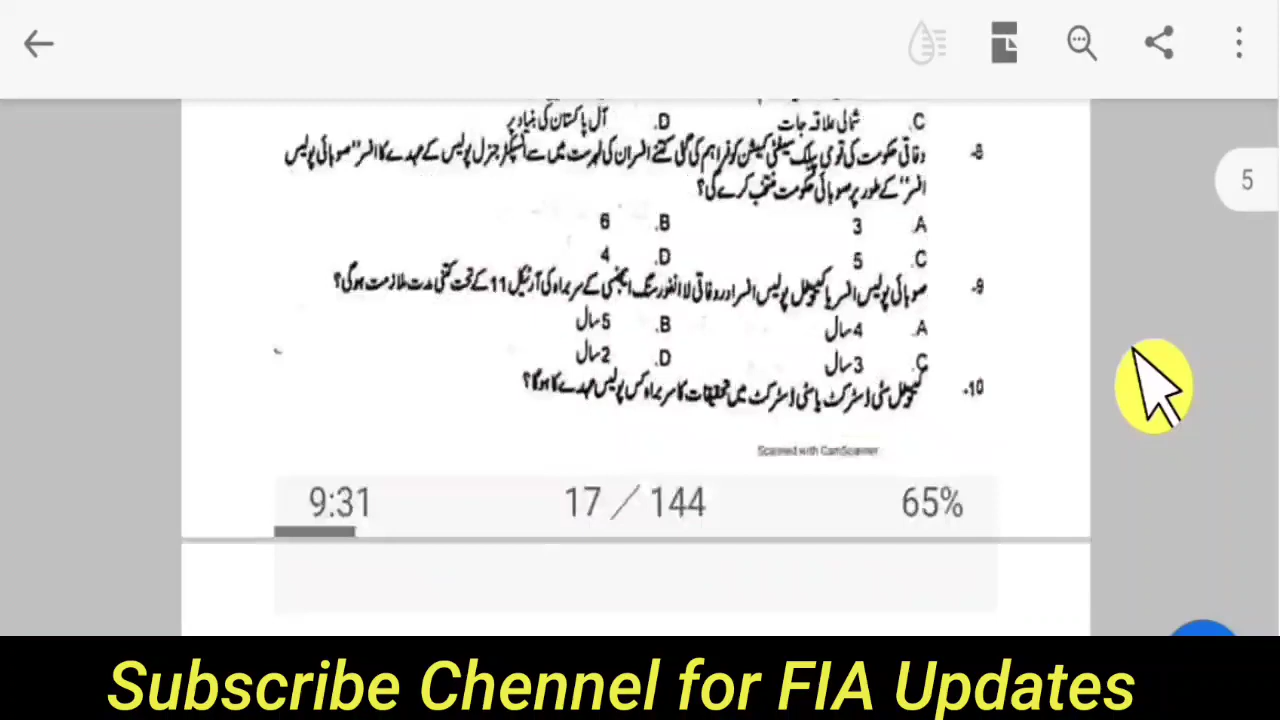 5
C. شمالی علاقہ جات D. آل پاکستان کی بنیاد پر
-8 وفاقی حکومت کی قومی پبلک سیفٹی کمیشن کو فراہم کی گئی کتنے افسران کی فہرست میں سے انسپکٹر جنرل پولیس کے عہدے کا افسر "صوبائی پولیس
افسر" کے طور پر صوبائی حکومت منتخب کرے گی؟
A. 3 B. 6
C. 5 D. 4
-9 صوبائی پولیس افسر یا کیپیٹل پولیس افسر اور وفاقی لا انفورسنگ ایجنسی کے سربراہ کی آرٹیکل 11 کے تحت کتنی مدت ملازمت ہوگی؟
A. 4 سال B. 5 سال
C. 3 سال D. 2 سال
-10 کیپیٹل سٹی ڈسٹرکٹ یا سٹی ڈسٹرکٹ میں تحقیقات کا سربراہ کس پولیس عہدے کا ہوگا؟
Scanned with CamScanner
9:31 17 / 144 65%
Subscribe Chennel for FIA Updates